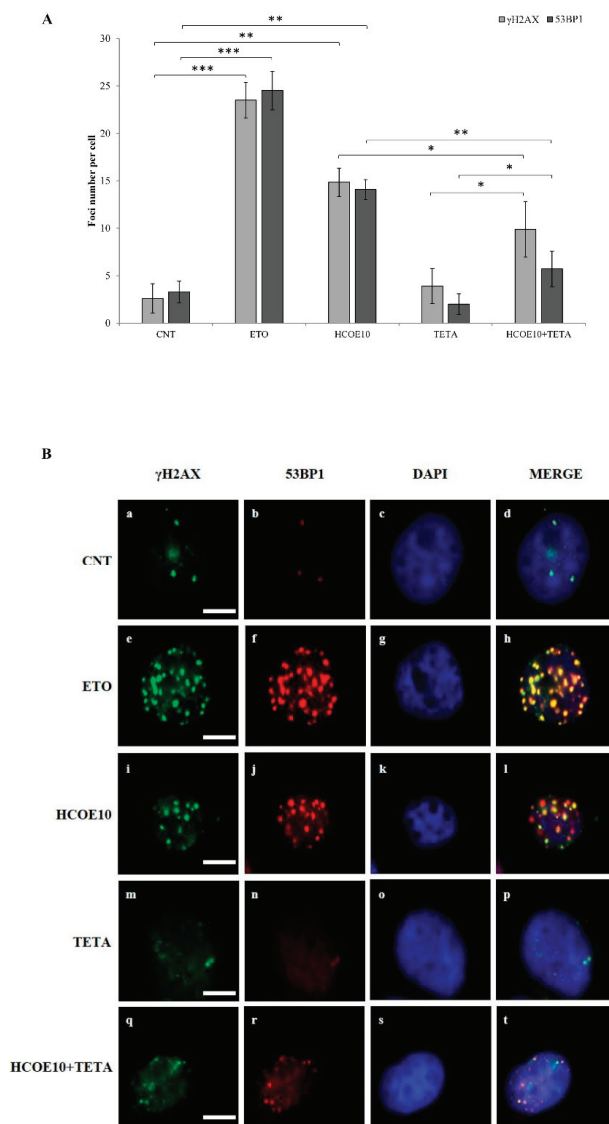 A
γH2AX 53BP1
** 
**
***
***
**
*
*
*
Foci number per cell
30
25
20
15
10
5
0
CNT ETO HCOE10 TETA HCOE10+TETA
B
γH2AX 53BP1 DAPI MERGE
CNT
a b c d
ETO
e f g h
HCOE10
i j k l
TETA
m n o p
HCOE10+TETA
q r s t